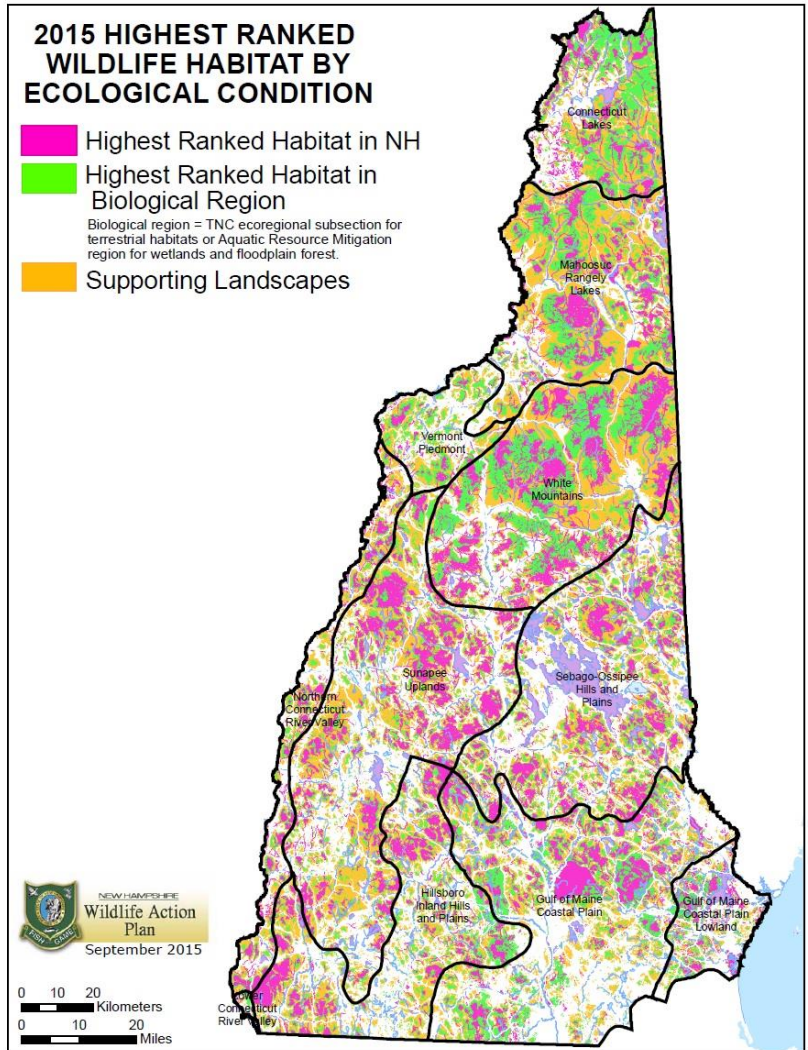 2015 HIGHEST RANKED
WILDLIFE HABITAT BY
ECOLOGICAL CONDITION
Highest Ranked Habitat in NH
Highest Ranked Habitat in
Biological Region
Biological region = TNC ecoregional subsection for
terrestrial habitats or Aquatic Resource Mitigation
region for wetlands and floodplain forest.
Supporting Landscapes
Connecticut
Lakes
Mahoosuc
Rangely
Lakes
Vermont
Piedmont
White
Mountains
Sunapee
Uplands
Sebago-Ossipee
Hills and
Plains
Northern
Connecticut
River Valley
Hillsboro
Inland Hills
and Plains
Gulf of Maine
Coastal Plain
Gulf of Maine
Coastal Plain
Lowland
Lower
Connecticut
River Valley
FISH GAME
NEW HAMPSHIRE
Wildlife Action
Plan
September 2015
0 10 20
Kilometers
0 10 20
Miles